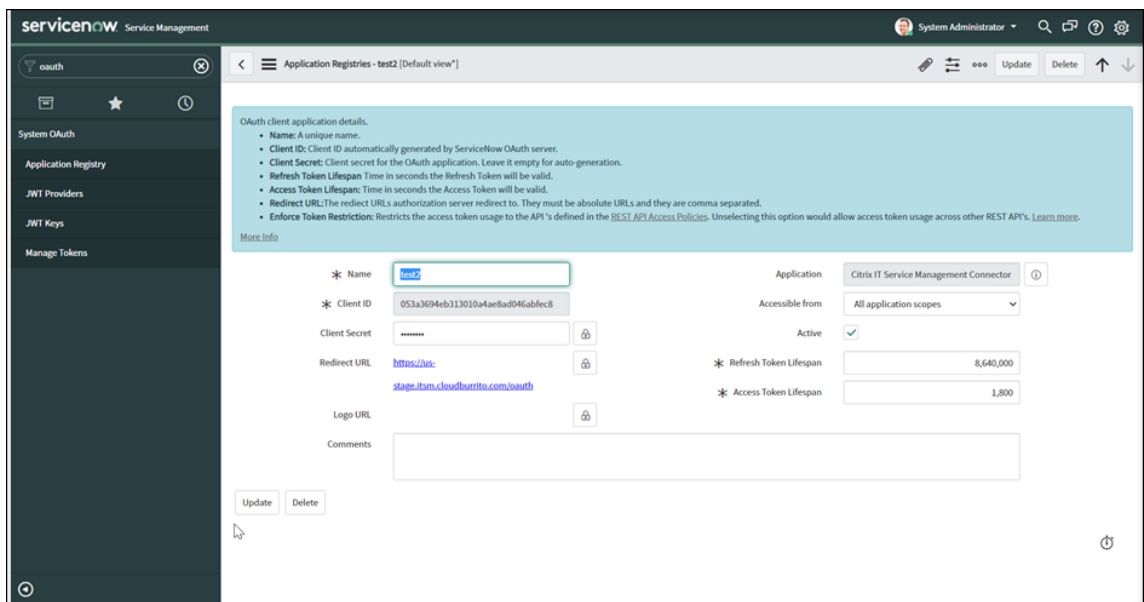 servicenow Service Management
System Administrator
oauth
Application Registries - test2 [Default view*]
Update Delete
System OAuth
Application Registry
JWT Providers
JWT Keys
Manage Tokens
OAuth client application details.
• Name: A unique name.
• Client ID: Client ID automatically generated by ServiceNow OAuth server.
• Client Secret: Client secret for the OAuth application. Leave it empty for auto-generation.
• Refresh Token Lifespan Time in seconds the Refresh Token will be valid.
• Access Token Lifespan: Time in seconds the Access Token will be valid.
• Redirect URL:The rediect URLs authorization server redirect to. They must be absolute URLs and they are comma separated.
• Enforce Token Restriction: Restricts the access token usage to the API 's defined in the REST API Access Policies. Unselecting this option would allow access token usage across other REST API's. Learn more.
More Info
Name test2
Client ID 053a3694eb313010a4ae8ad046abfec8
Client Secret ••••••••
Redirect URL https://us-
stage.itsm.cloudburrito.com/oauth
Logo URL
Comments
Application Citrix IT Service Management Connector
Accessible from All application scopes
Active
Refresh Token Lifespan 8,640,000
Access Token Lifespan 1,800
Update Delete